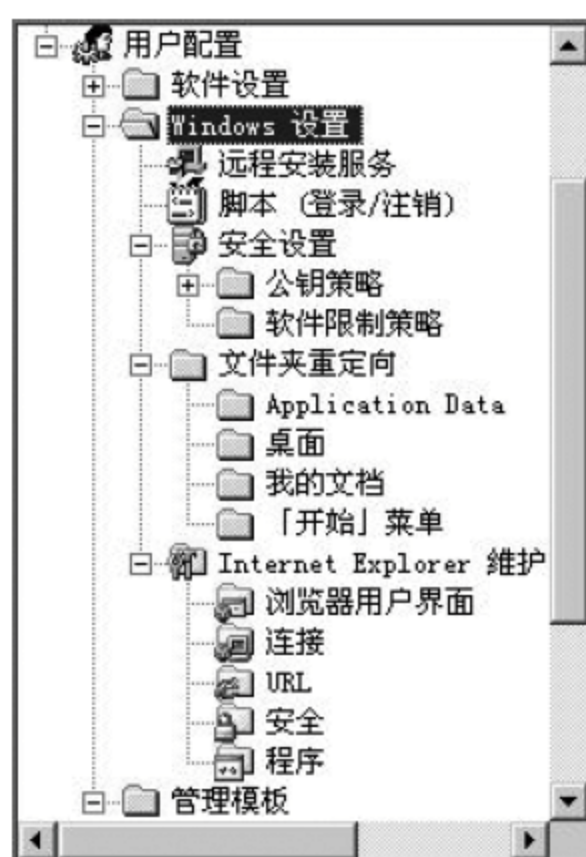 用户配置
软件设置
Windows 设置
远程安装服务
脚本 (登录/注销)
安全设置
公钥策略
软件限制策略
文件夹重定向
Application Data
桌面
我的文档
「开始」菜单
Internet Explorer 维护
浏览器用户界面
连接
URL
安全
程序
管理模板